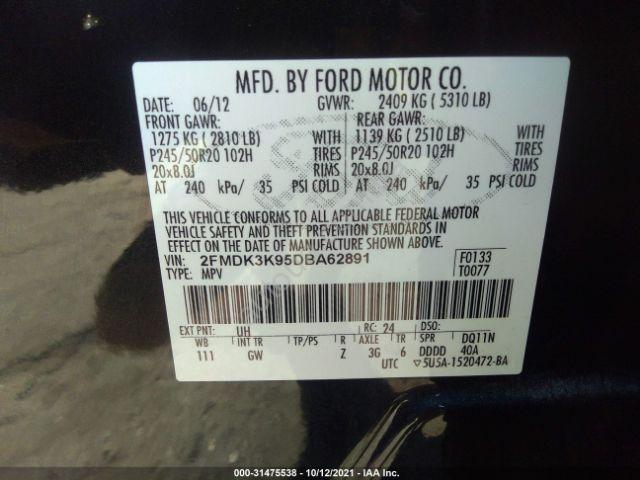 MFD. BY FORD MOTOR CO.
DATE: 06/12 GVWR: 2409 KG ( 5310 LB)
FRONT GAWR: REAR GAWR:
1275 KG ( 2810 LB) WITH 1139 KG ( 2510 LB) WITH
P245/50R20 102H TIRES P245/50R20 102H TIRES
20x8.0J RIMS 20x8.0J RIMS
AT 240 kPa/ 35 PSI COLD AT 240 kPa/ 35 PSI COLD
THIS VEHICLE CONFORMS TO ALL APPLICABLE FEDERAL MOTOR
VEHICLE SAFETY AND THEFT PREVENTION STANDARDS IN
EFFECT ON THE DATE OF MANUFACTURE SHOWN ABOVE.
VIN: 2FMDK3K95DBA62891 F0133
TYPE: MPV T0077
EXT PNT: UH RC: 24 DSO:
WB INT TR TP/PS R AXLE TR SPR DQ11N
111 GW Z 3G 6 DDDD 40A
UTC ▽5U5A-1520472-BA
000-31475538 - 10/12/2021 - IAA Inc.